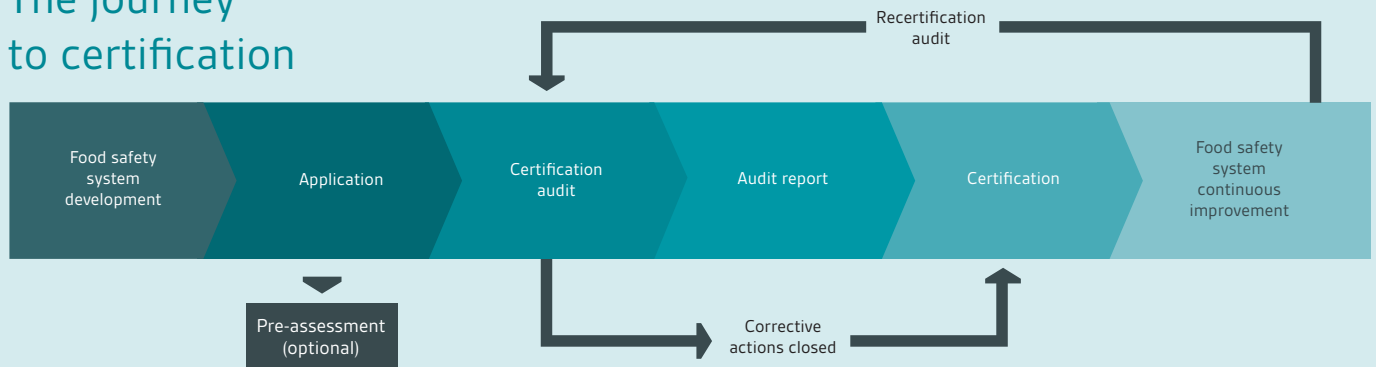 The journey
to certification
Recertification
audit
Food safety
system
development
Application
Certification
audit
Audit report
Certification
Food safety
system
continuous
improvement
Pre-assessment
(optional)
Corrective
actions closed